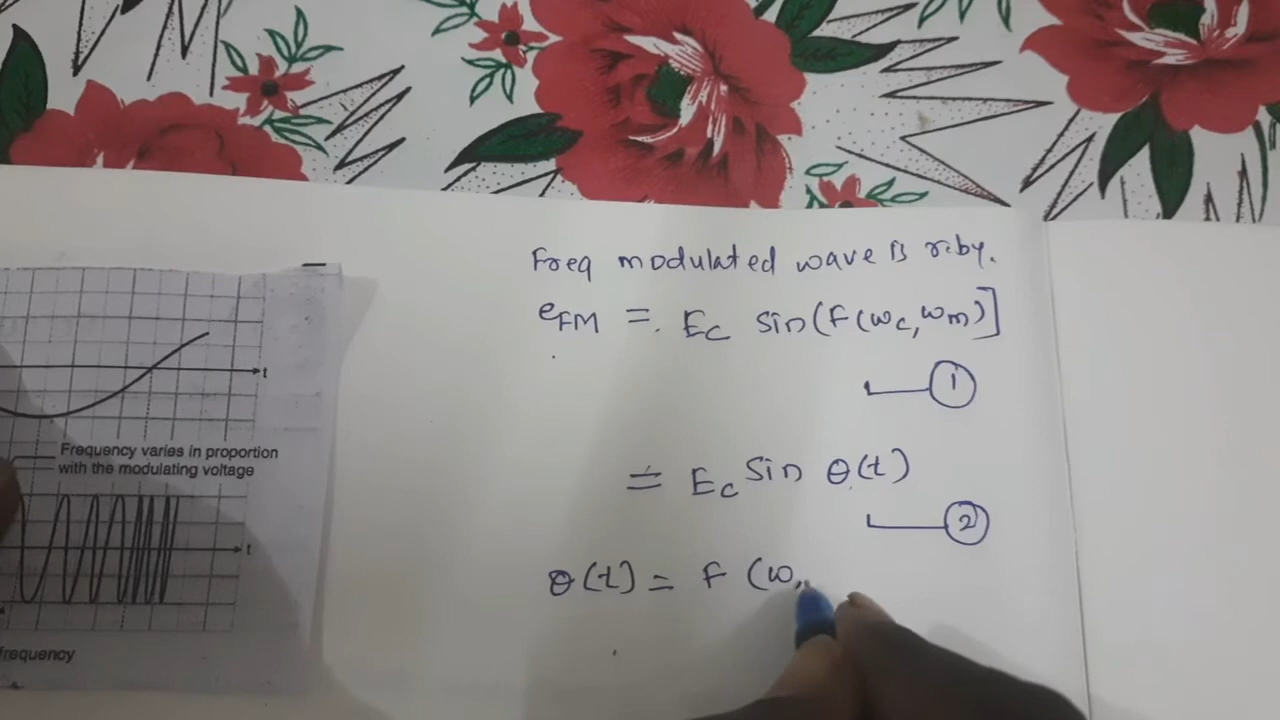 Freq modulated wave is r.by.
eFM = Ec sin(F(ωc,ωm)]
1
t
Frequency varies in proportion
with the modulating voltage
= Ec Sin θ(t)
2
t
θ(t) = F (ω
frequency